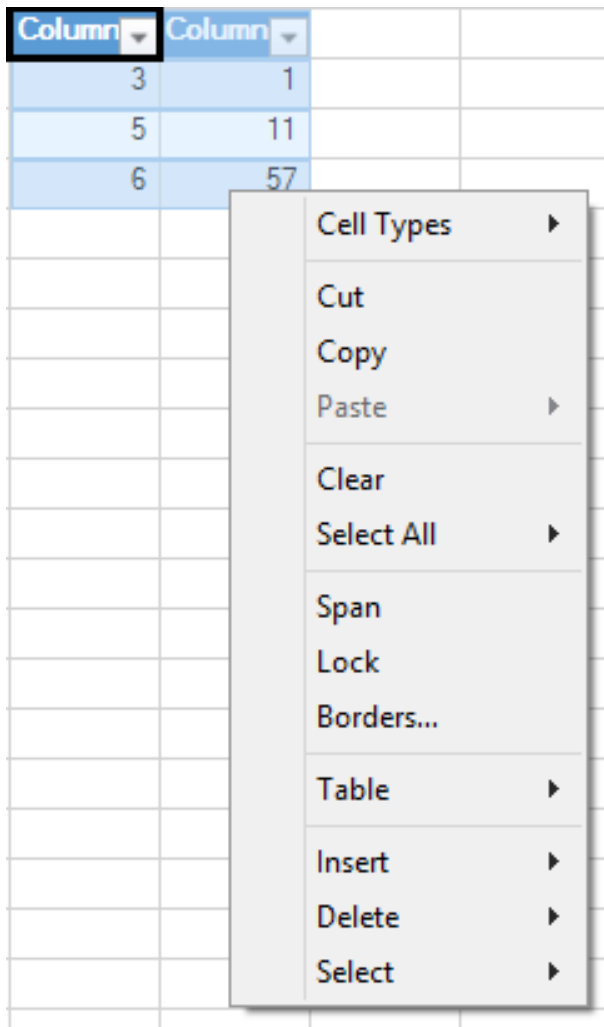 Column Column
3 1
5 11
6 57
Cell Types
Cut
Copy
Paste
Clear
Select All
Span
Lock
Borders...
Table
Insert
Delete
Select